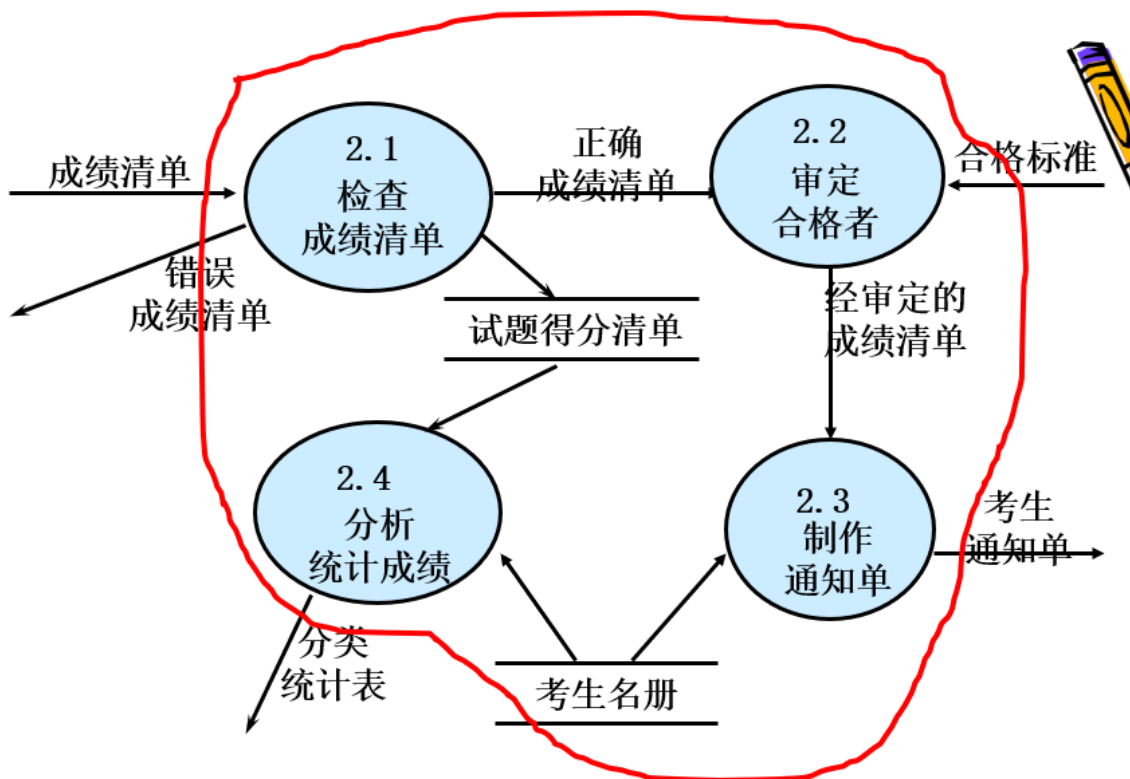 成绩清单
2.1
检查
成绩清单
正确
成绩清单
2.2
审定
合格者
合格标准
错误
成绩清单
试题得分清单
经审定的
成绩清单
2.4
分析
统计成绩
2.3
制作
通知单
考生
通知单
分类
统计表
考生名册